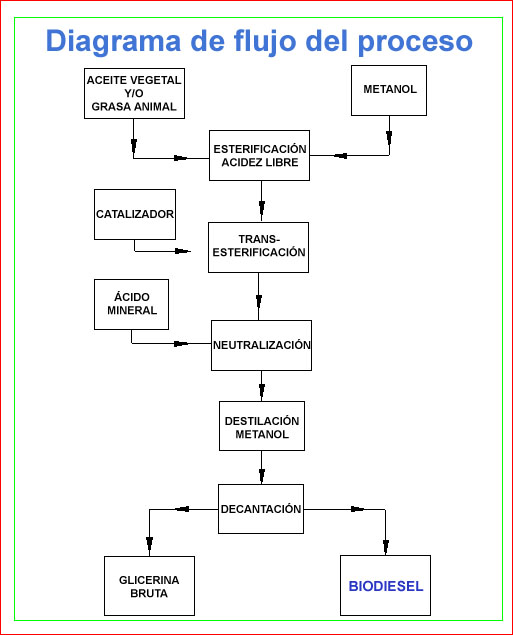 Diagrama de flujo del proceso
ACEITE VEGETAL
Y/O
GRASA ANIMAL
METANOL
ESTERIFICACIÓN
ACIDEZ LIBRE
CATALIZADOR
TRANS-
ESTERIFICACIÓN
ÁCIDO
MINERAL
NEUTRALIZACIÓN
DESTILACIÓN
METANOL
DECANTACIÓN
GLICERINA
BRUTA
BIODIESEL